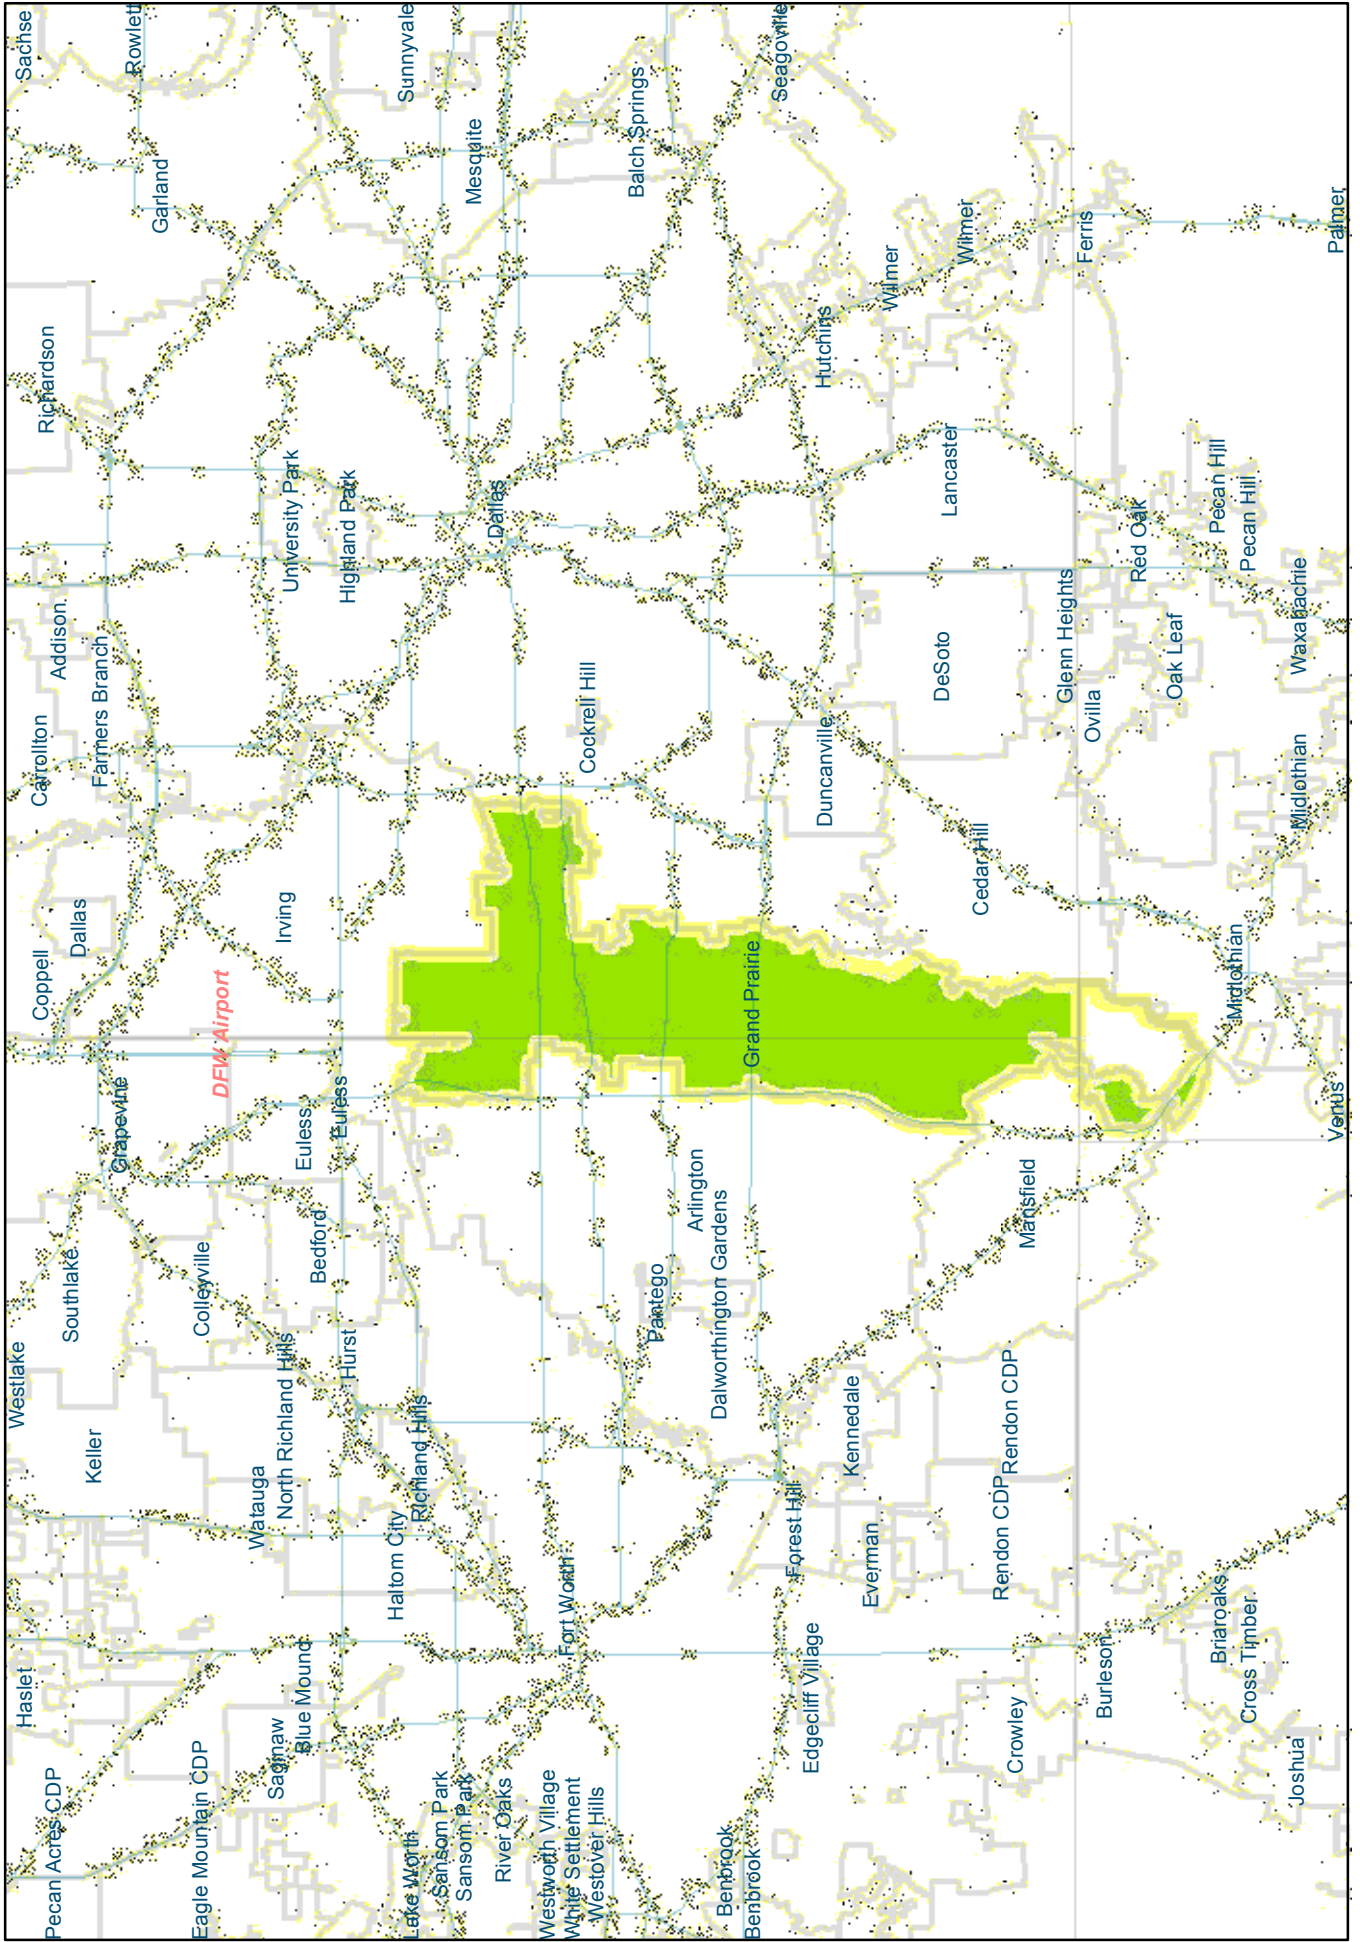 Pecan Acres CDP
Haslet
Keller
Westlake
Southlake
Grapevine
Coppell
Dallas
Carrollton
Farmers Branch
Addison
Richardson
Garland
Rowlett
Sachse
Eagle Mountain CDP
Saginaw
Blue Mound
Watauga
North Richland Hills
Colleyville
Hurst
Bedford
Euless
Euless
DFW Airport
Irving
University Park
Highland Park
Lake Worth
Sansom Park
Sansom Park
River Oaks
Haltom City
Richland Hills
Dallas
Mesquite
Sunnyvale
Westworth Village
White Settlement
Westover Hills
Fort Worth
Pantego
Arlington
Dalworthington Gardens
Cockrell Hill
Balch Springs
Benbrook
Benbrook
Edgecliff Village
Forest Hill
Everman
Kennedale
Grand Prairie
Duncanville
Hutchins
Wilmer
Wilmer
Seagoville
Crowley
Rendon CDP
Rendon CDP
Mansfield
Cedar Hill
DeSoto
Lancaster
Glenn Heights
Ovilla
Ferris
Burleson
Red Oak
Oak Leaf
Pecan Hill
Pecan Hill
Briaroaks
Cross Timber
Joshua
Midlothian
Midlothian
Waxahachie
Venus
Palmer